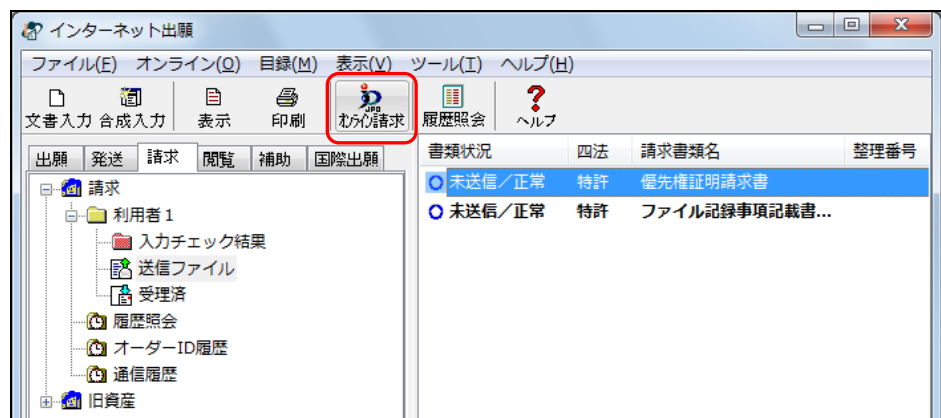 インターネット出願
ファイル(F) オンライン(O) 目録(M) 表示(V) ツール(T) ヘルプ(H)
文書入力 合成入力 表示 印刷 JPO ｵﾝﾗｲﾝ請求 履歴照会 ヘルプ
出願 発送 請求 閲覧 補助 国際出願
書類状況 四法 請求書類名 整理番号
請求
未送信／正常 特許 優先権証明請求書
利用者１
未送信／正常 特許 ファイル記録事項記載書...
入力チェック結果
送信ファイル
受理済
履歴照会
オーダーID履歴
通信履歴
旧資産